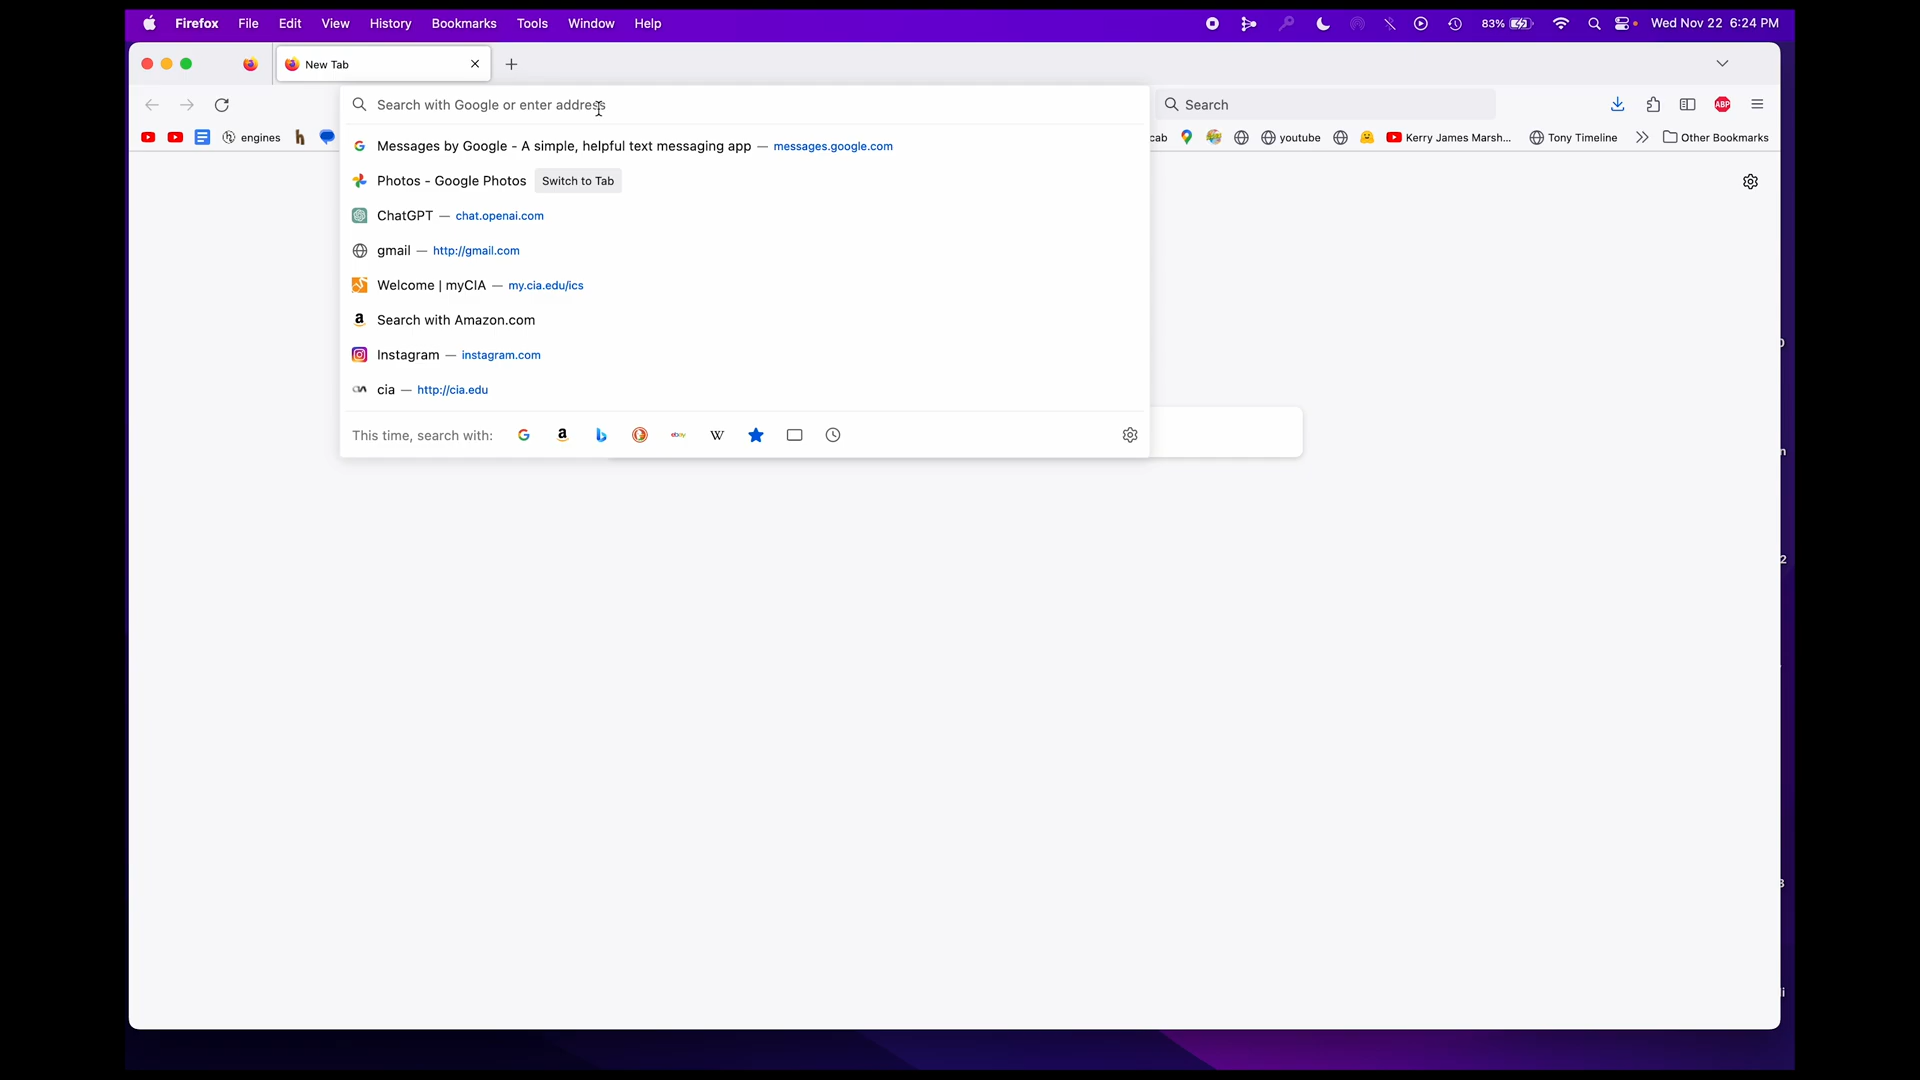 Firefox File Edit View History Bookmarks Tools Window Help 83% Wed Nov 22 6:24 PM
New Tab
Search with Google or enter address
Search
ABP
engines
cab
youtube
Kerry James Marsh...
Tony Timeline
Other Bookmarks
Messages by Google - A simple, helpful text messaging app — messages.google.com
Photos - Google Photos Switch to Tab
ChatGPT — chat.openai.com
gmail — http://gmail.com
Welcome | myCIA — my.cia.edu/ics
Search with Amazon.com
Instagram — instagram.com
cia — http://cia.edu
This time, search with: